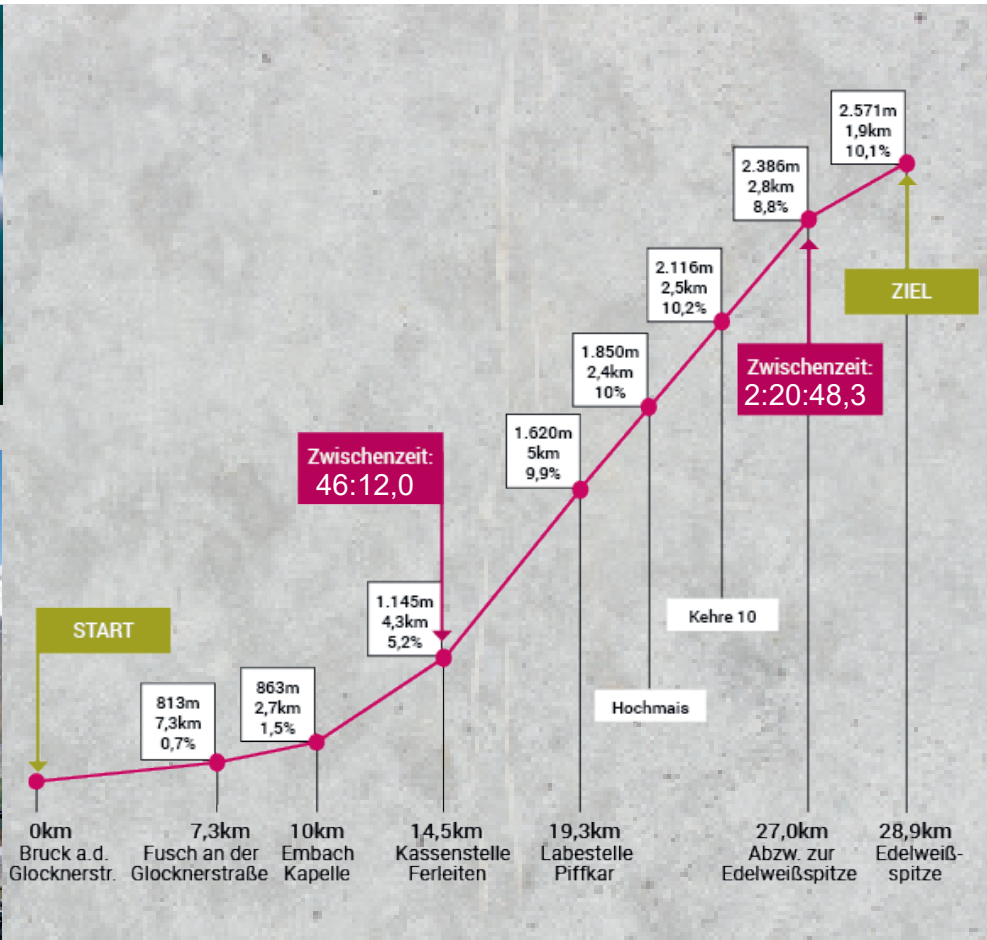 2.571m
1,9km
10,1%
2.386m
2,8km
8,8%
2.116m
2,5km
10,2%
ZIEL
1.850m
2,4km
10%
Zwischenzeit:
2:20:48,3
1.620m
5km
9,9%
Zwischenzeit:
46:12,0
1.145m
4,3km
5,2%
START
Kehre 10
813m
7,3km
0,7%
863m
2,7km
1,5%
Hochmais
0km
Bruck a.d.
Glocknerstr.
7,3km
Fusch an der
Glocknerstraße
10km
Embach
Kapelle
14,5km
Kassenstelle
Ferleiten
19,3km
Labestelle
Piffkar
27,0km
Abzw. zur
Edelweißspitze
28,9km
Edelweiß-
spitze